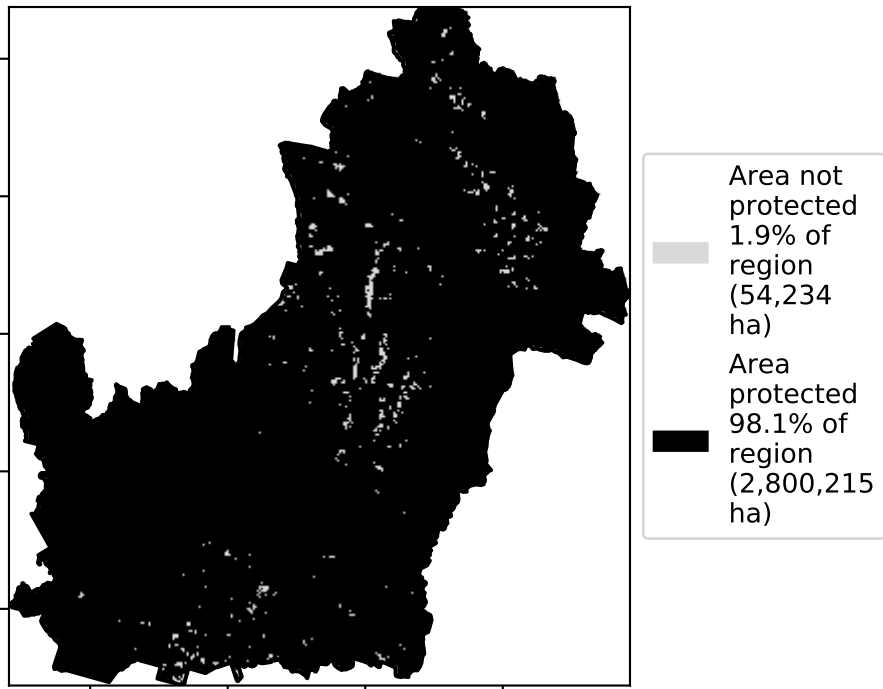 Area not
protected
1.9% of
region
(54,234
ha)
Area
protected
98.1% of
region
(2,800,215
ha)